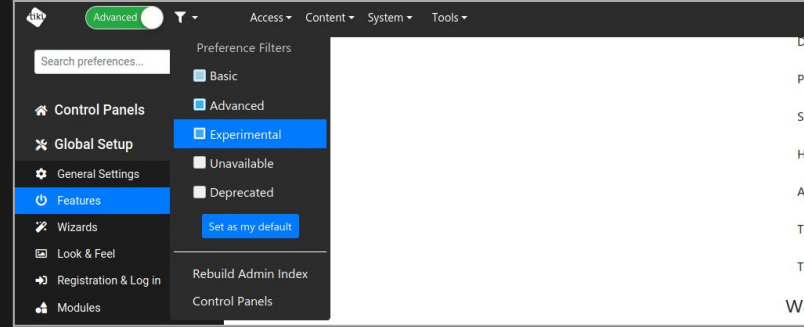 tiki
Advanced
Access Content System Tools
Search preferences...
Control Panels
Global Setup
General Settings
Features
Wizards
Look & Feel
Registration & Log in
Modules
Preference Filters
Basic
Advanced
Experimental
Unavailable
Deprecated
Set as my default
Rebuild Admin Index
Control Panels
D
P
S
H
A
T
T